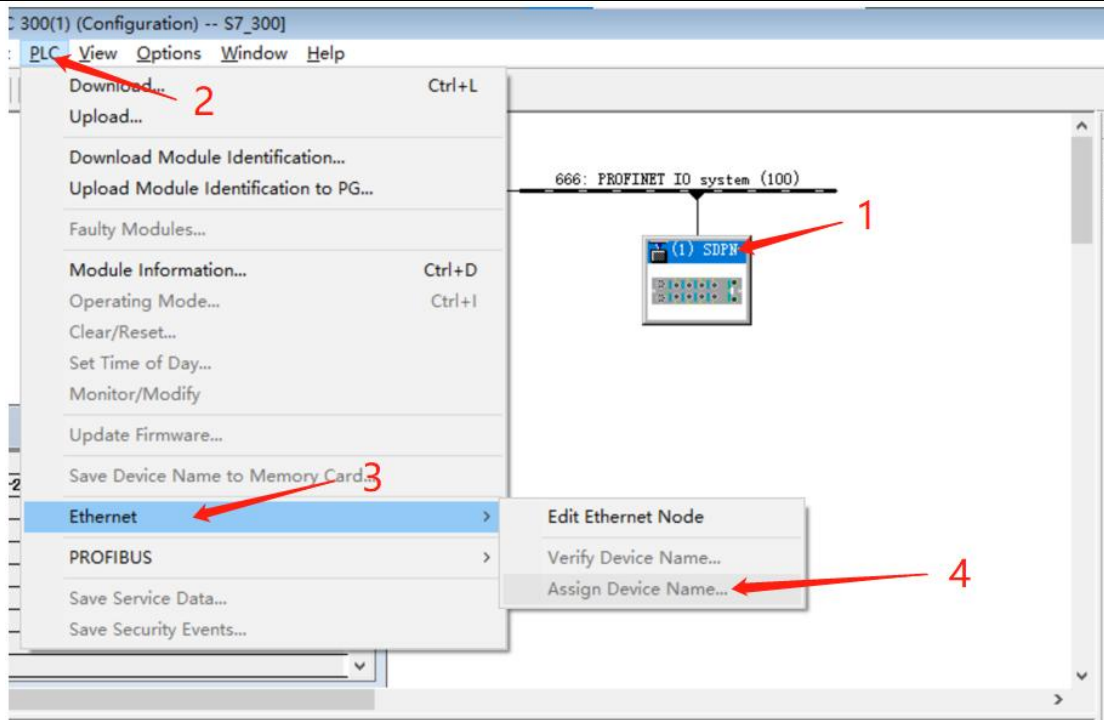 C 300(1) (Configuration) -- S7_300]
PLC View Options Window Help
Download... Ctrl+L
2
Upload...
Download Module Identification...
Upload Module Identification to PG...
666: PROFINET IO system (100)
Faulty Modules...
1
(1) SDPN
Module Information... Ctrl+D
Operating Mode... Ctrl+I
Clear/Reset...
Set Time of Day...
Monitor/Modify
Update Firmware...
Save Device Name to Memory Card...
3
Ethernet >
Edit Ethernet Node
PROFIBUS >
Verify Device Name...
Assign Device Name...
4
Save Service Data...
Save Security Events...